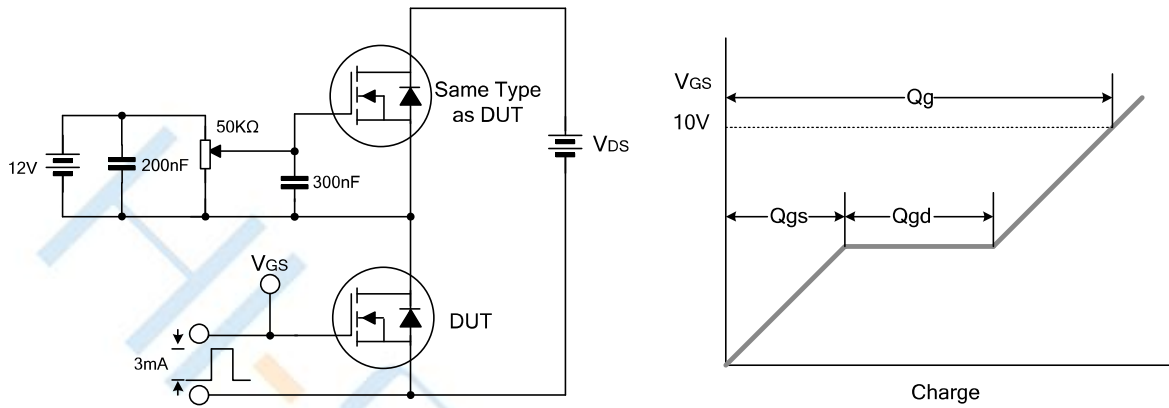 12V
200nF
50KΩ
300nF
Same Type
as DUT
VDS
VGS
DUT
3mA
VGS
10V
Qg
Qgs
Qgd
Charge